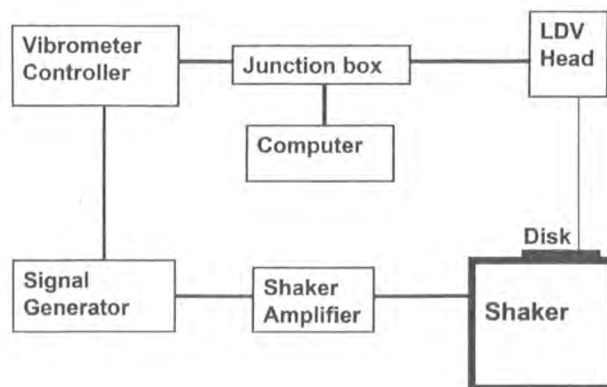 Vibrometer
Controller
Junction box
LDV
Head
Computer
Disk
Signal
Generator
Shaker
Amplifier
Shaker